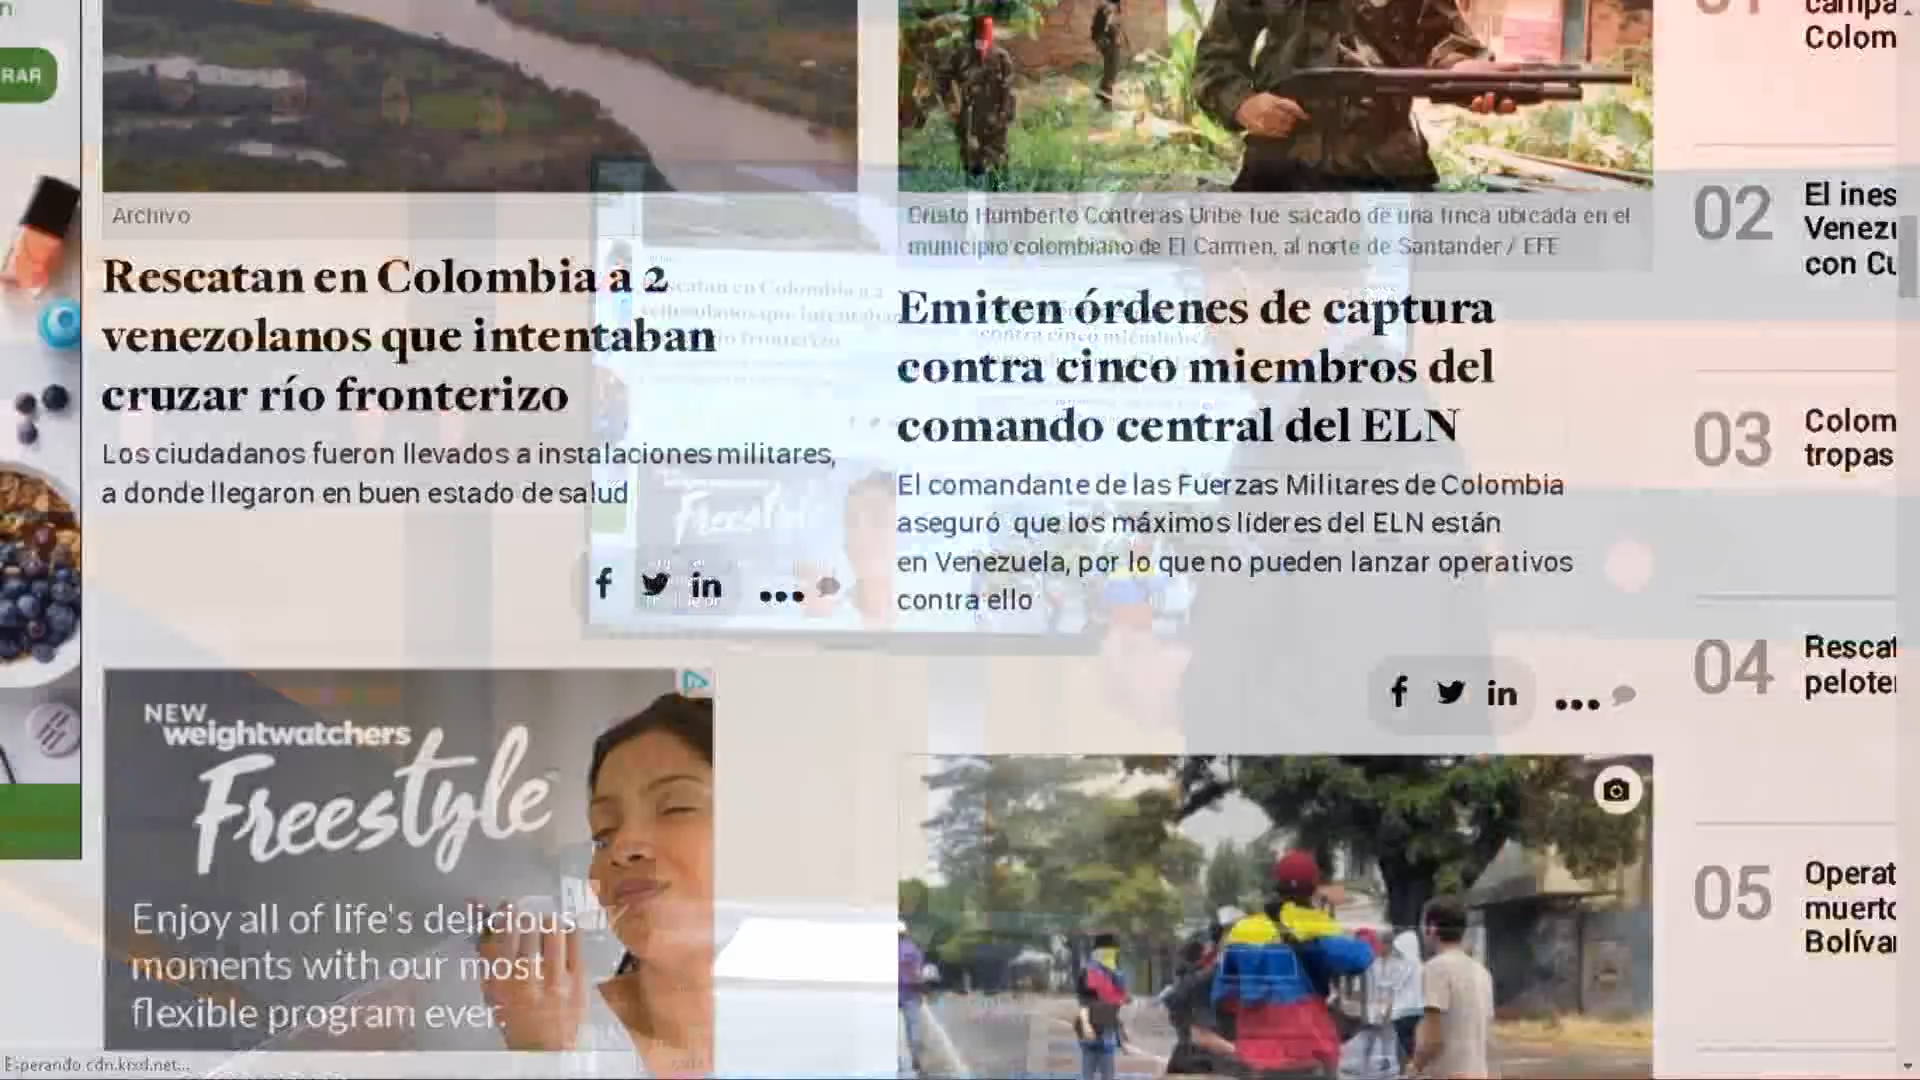 RAR
Archivo
Rescatan en Colombia a 2
venezolanos que intentaban
cruzar río fronterizo
Los ciudadanos fueron llevados a instalaciones militares,
a donde llegaron en buen estado de salud
NEW
weightwatchers
Freestyle
Enjoy all of life's delicious
moments with our most
flexible program ever.
Esperando cdn.krxd.net...
Cristo Humberto Contreras Uribe fue sacado de una finca ubicada en el
municipio colombiano de El Carmen, al norte de Santander / EFE
Emiten órdenes de captura
contra cinco miembros del
comando central del ELN
El comandante de las Fuerzas Militares de Colombia
aseguró que los máximos líderes del ELN están
en Venezuela, por lo que no pueden lanzar operativos
contra ello
01
campa
Colom
02
El ines
Venezu
con Cu
03
Colom
tropas
04
Rescat
pelote
05
Operat
muerto
Bolívar